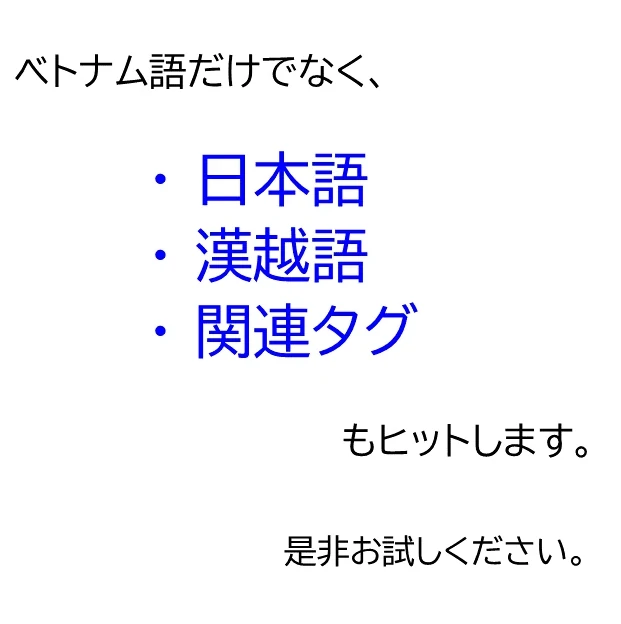 ベトナム語だけでなく、
・日本語
・漢越語
・関連タグ
もヒットします。
是非お試しください。